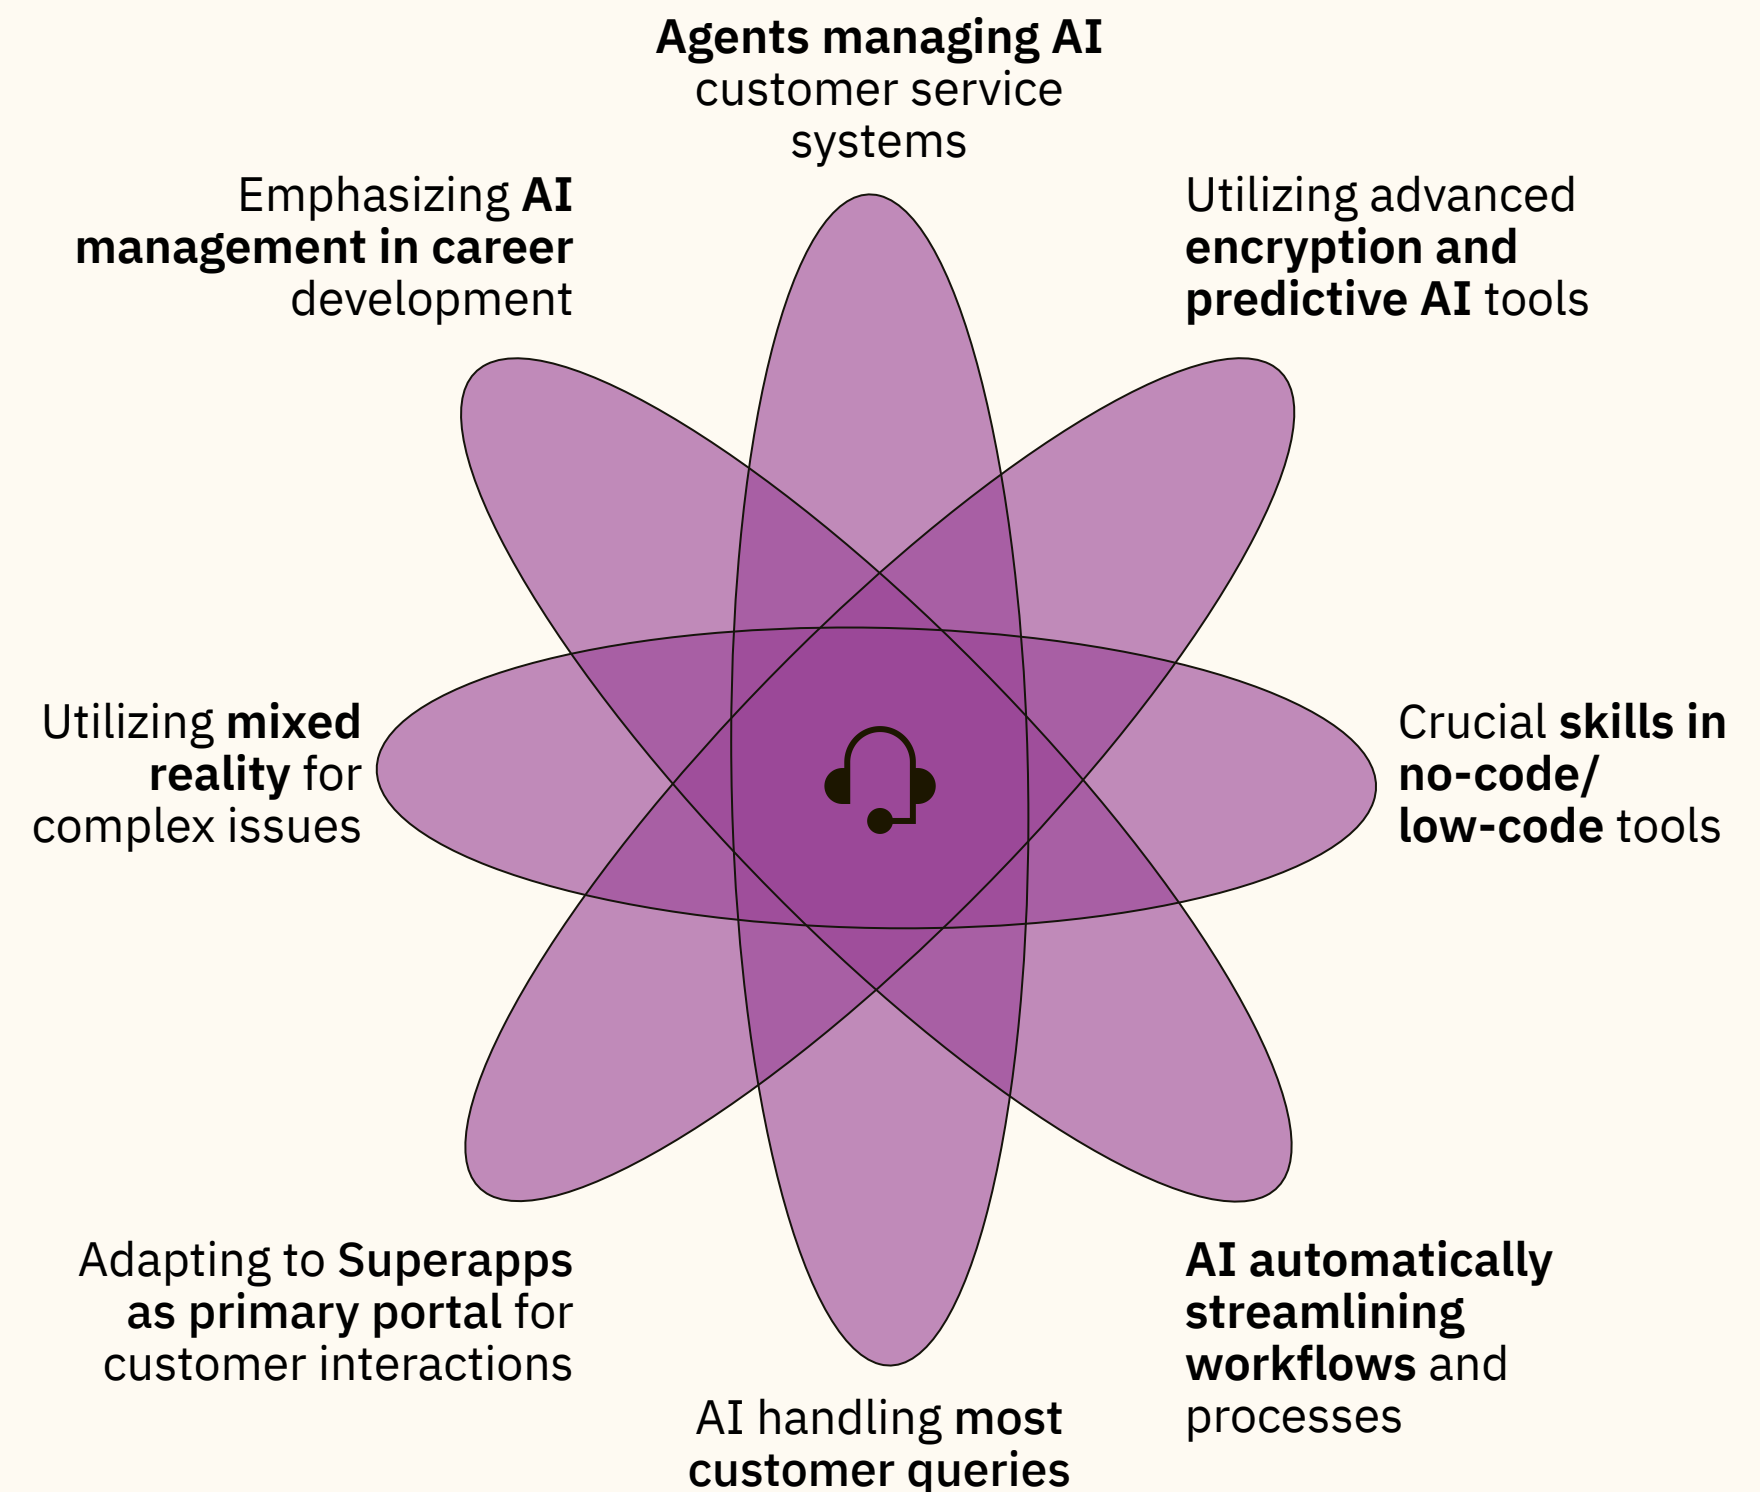 Agents managing AI
customer service
systems
Emphasizing AI
management in career
development
Utilizing advanced
encryption and
predictive AI tools
Utilizing mixed
reality for
complex issues
Crucial skills in
no-code/
low-code tools
Adapting to Superapps
as primary portal for
customer interactions
AI automatically
streamlining
workflows and
processes
AI handling most
customer queries